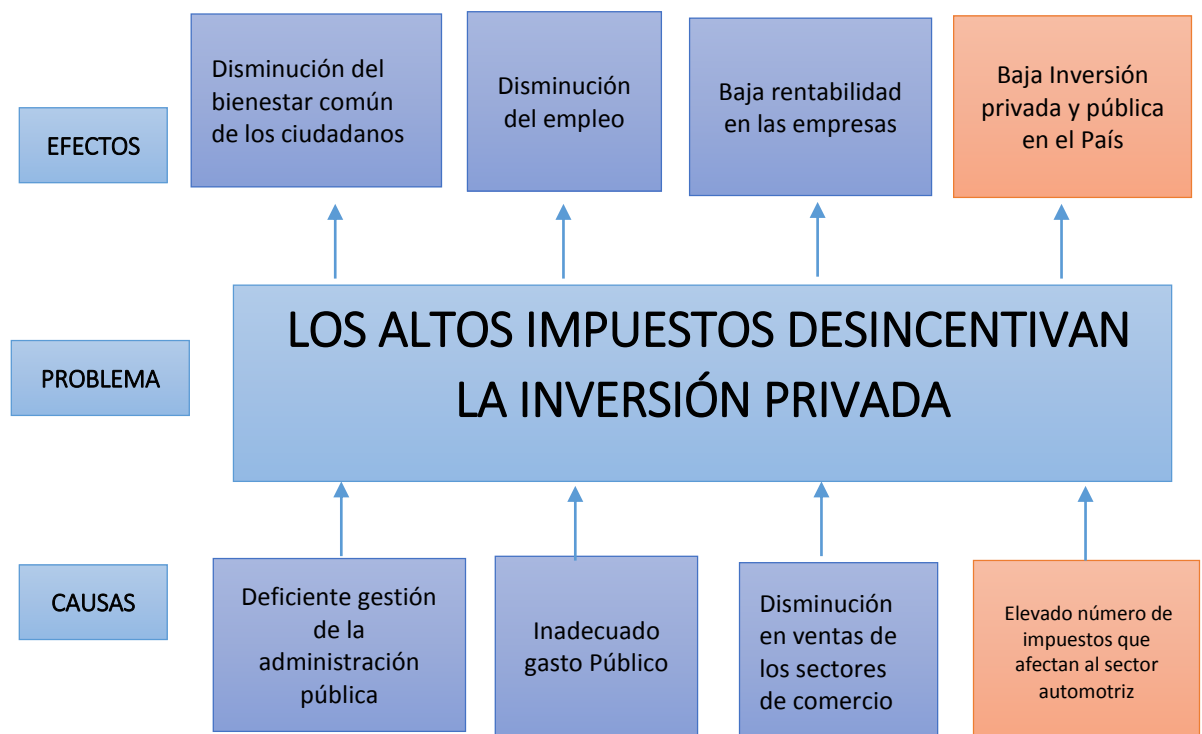 EFECTOS
Disminución del
bienestar común
de los ciudadanos
Disminución
del empleo
Baja rentabilidad
en las empresas
Baja Inversión
privada y pública
en el País
PROBLEMA
LOS ALTOS IMPUESTOS DESINCENTIVAN
LA INVERSIÓN PRIVADA
CAUSAS
Deficiente gestión
de la
administración
pública
Inadecuado
gasto Público
Disminución
en ventas de
los sectores
de comercio
Elevado número de
impuestos que
afectan al sector
automotriz